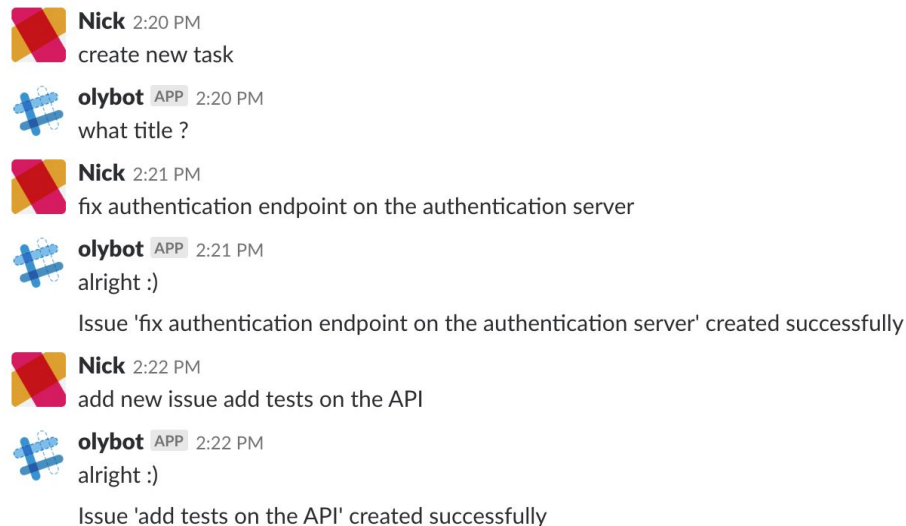 Nick 2:20 PM
create new task
olybot APP 2:20 PM
what title ?
Nick 2:21 PM
fix authentication endpoint on the authentication server
olybot APP 2:21 PM
alright :)
Issue 'fix authentication endpoint on the authentication server' created successfully
Nick 2:22 PM
add new issue add tests on the API
olybot APP 2:22 PM
alright :)
Issue 'add tests on the API' created successfully